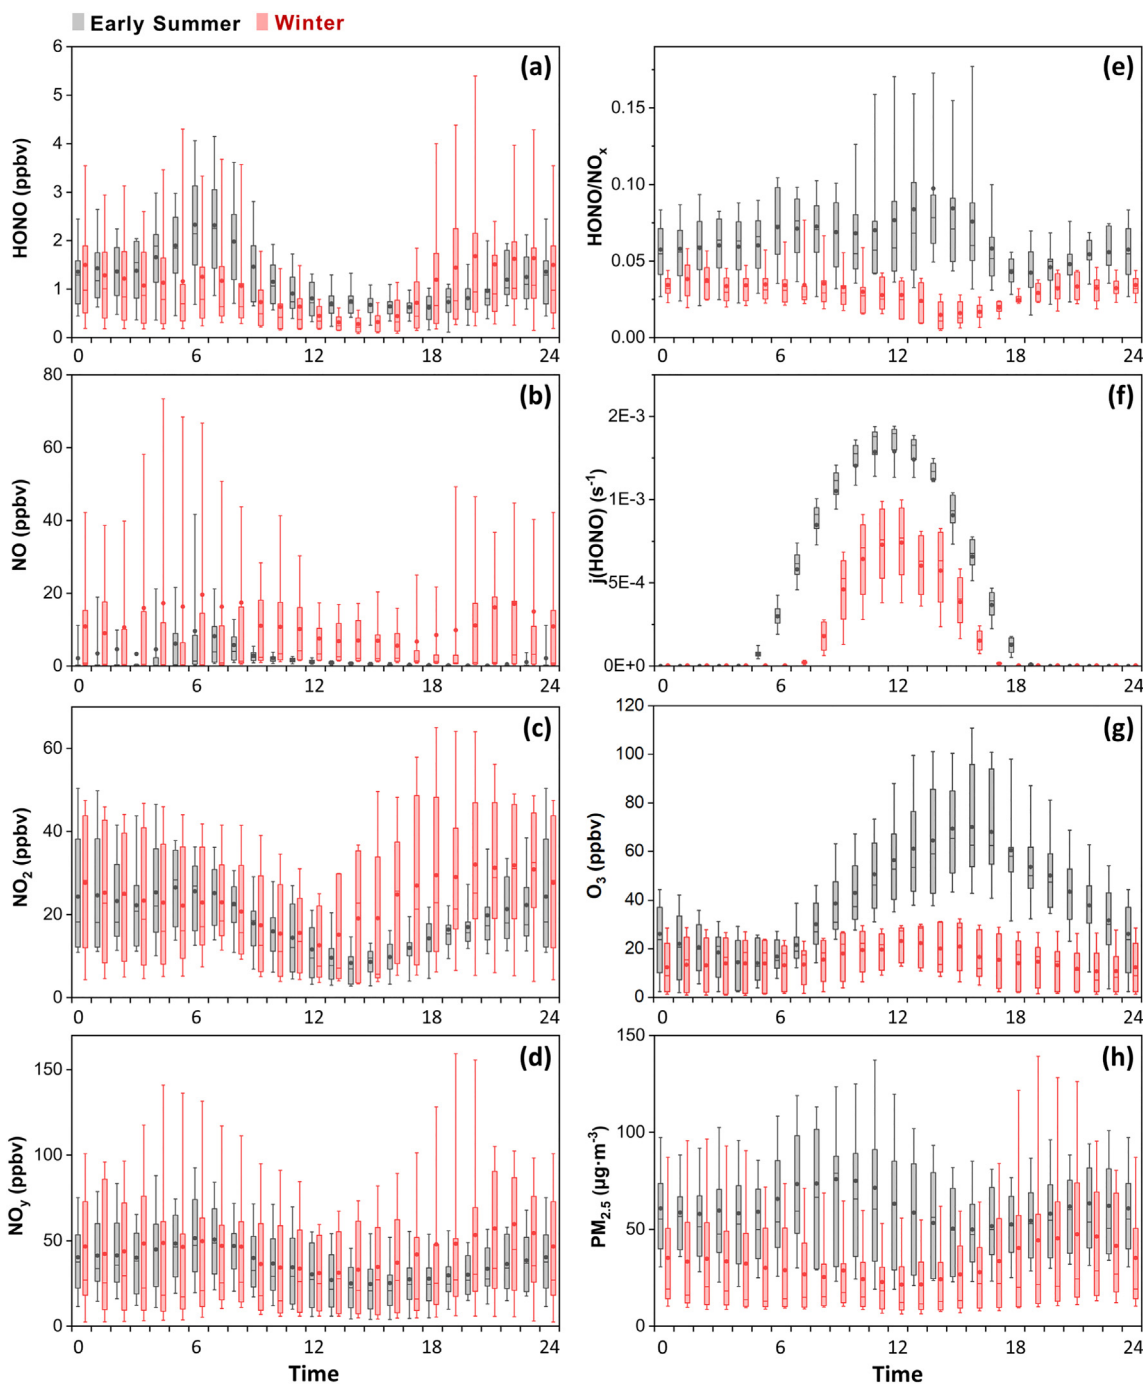 Early Summer Winter
(a)
HONO (ppbv)
6
5
4
3
2
1
0
0 6 12 18 24
(b)
NO (ppbv)
80
60
40
20
0
0 6 12 18 24
(c)
NO2 (ppbv)
60
40
20
0
0 6 12 18 24
(d)
NOy (ppbv)
150
100
50
0
0 6 12 18 24
Time
(e)
HONO/NOx
0.15
0.10
0.05
0.00
0 6 12 18 24
(f)
j(HONO) (s-1)
2E-3
1E-3
5E-4
0E+0
0 6 12 18 24
(g)
O3 (ppbv)
120
100
80
60
40
20
0
0 6 12 18 24
(h)
PM2.5 (μg·m-3)
150
100
50
0
0 6 12 18 24
Time